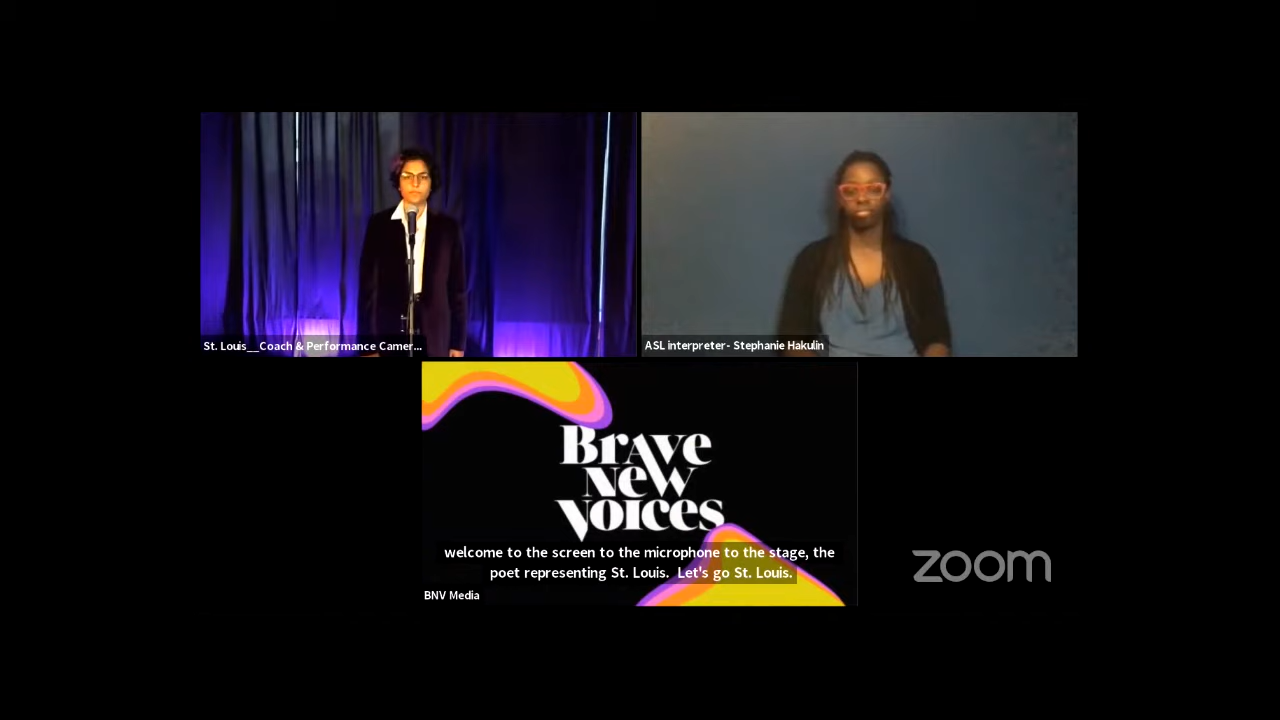 St. Louis__Coach & Performance Camer...
ASL interpreter- Stephanie Hakulin
BRAVE
NEW
VOICES
welcome to the screen to the microphone to the stage, the
poet representing St. Louis.  Let's go St. Louis.
BNV Media
zoom